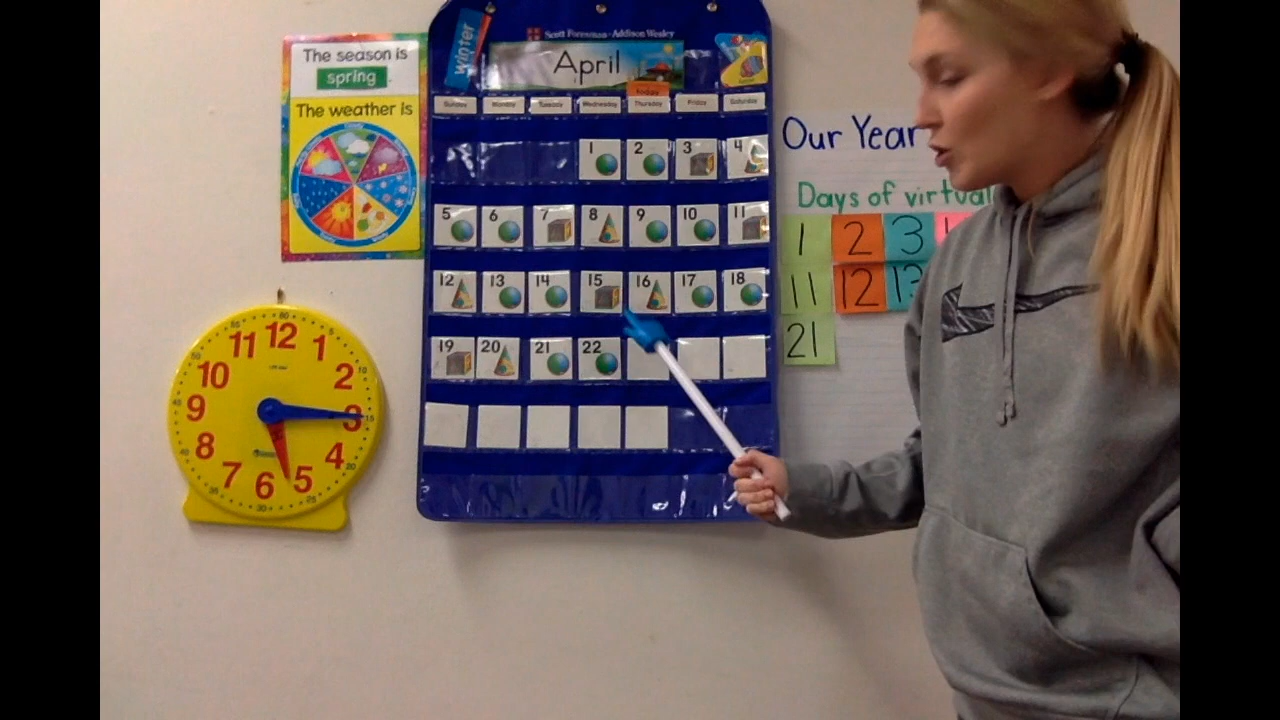 The season is
spring
The weather is
Winter
Scott Foresman - Addison Wesley
April
today
Sunday Monday Tuesday Wednesday Thursday Friday Saturday
1 2 3 4
5 6 7 8 9 10 11
12 13 14 15 16 17 18
19 20 21 22
12
11 1
10 2
9 3
8 4
7 5
6
Our Year
Days of virtual
1 2 3
11 12 13
21